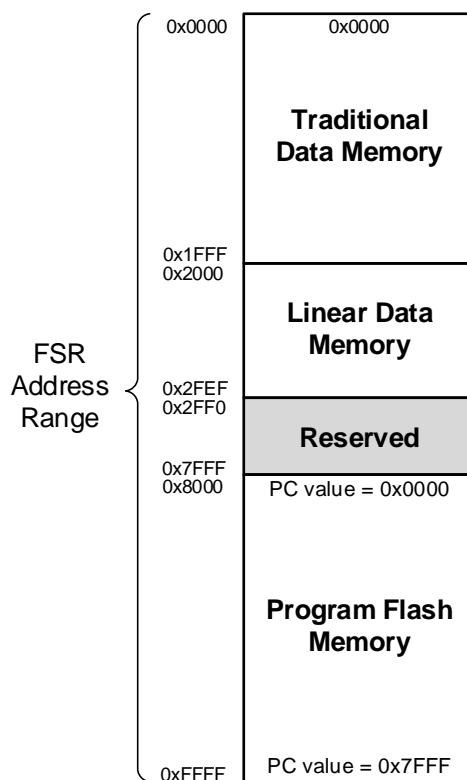 0x0000 0x0000
Traditional
Data Memory
0x1FFF
0x2000
Linear Data
Memory
FSR
Address
Range
0x2FEF
0x2FF0
Reserved
0x7FFF
0x8000
PC value = 0x0000
Program Flash
Memory
0xFFFF
PC value = 0x7FFF